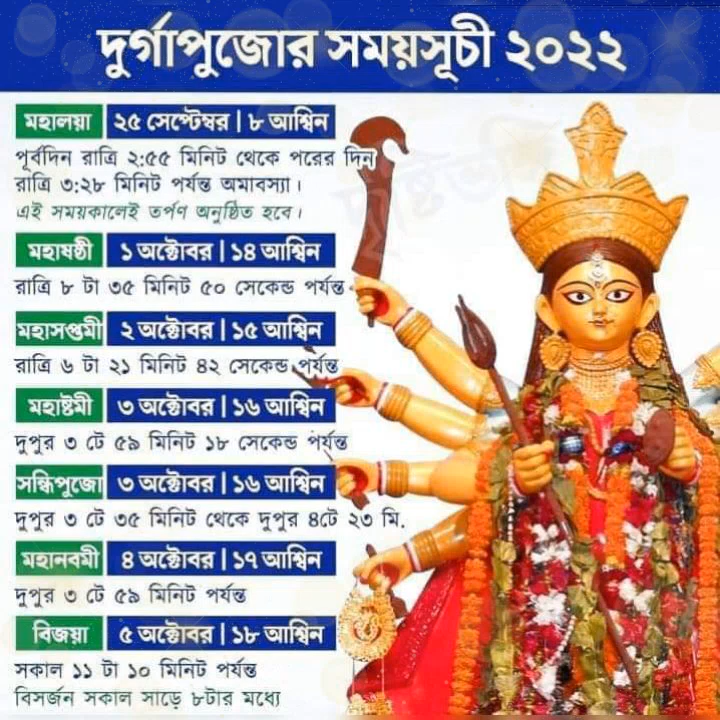 দুর্গাপুজোর সময়সূচী ২০২২
মহালয়া ২৫ সেপ্টেম্বর | ৮ আশ্বিন
পূর্বদিন রাত্রি ২:৫৫ মিনিট থেকে পরের দিন
রাত্রি ৩:২৮ মিনিট পর্যন্ত অমাবস্যা।
এই সময়কালেই তর্পণ অনুষ্ঠিত হবে।
মহাষষ্ঠী ১ অক্টোবর | ১৪ আশ্বিন
রাত্রি ৮ টা ৩৫ মিনিট ৫০ সেকেন্ড পর্যন্ত
মহাসপ্তমী ২ অক্টোবর | ১৫ আশ্বিন
রাত্রি ৬ টা ২১ মিনিট ৪২ সেকেন্ড পর্যন্ত
মহাষ্টমী ৩ অক্টোবর | ১৬ আশ্বিন
দুপুর ৩ টে ৫৯ মিনিট ১৮ সেকেন্ড পর্যন্ত
সন্ধিপুজো ৩ অক্টোবর | ১৬ আশ্বিন
দুপুর ৩ টে ৩৫ মিনিট থেকে দুপুর ৪টে ২৩ মি.
মহানবমী ৪ অক্টোবর | ১৭ আশ্বিন
দুপুর ৩ টে ৫৯ মিনিট পর্যন্ত
বিজয়া ৫ অক্টোবর | ১৮ আশ্বিন
সকাল ১১ টা ১০ মিনিট পর্যন্ত
বিসর্জন সকাল সাড়ে ৮টার মধ্যে